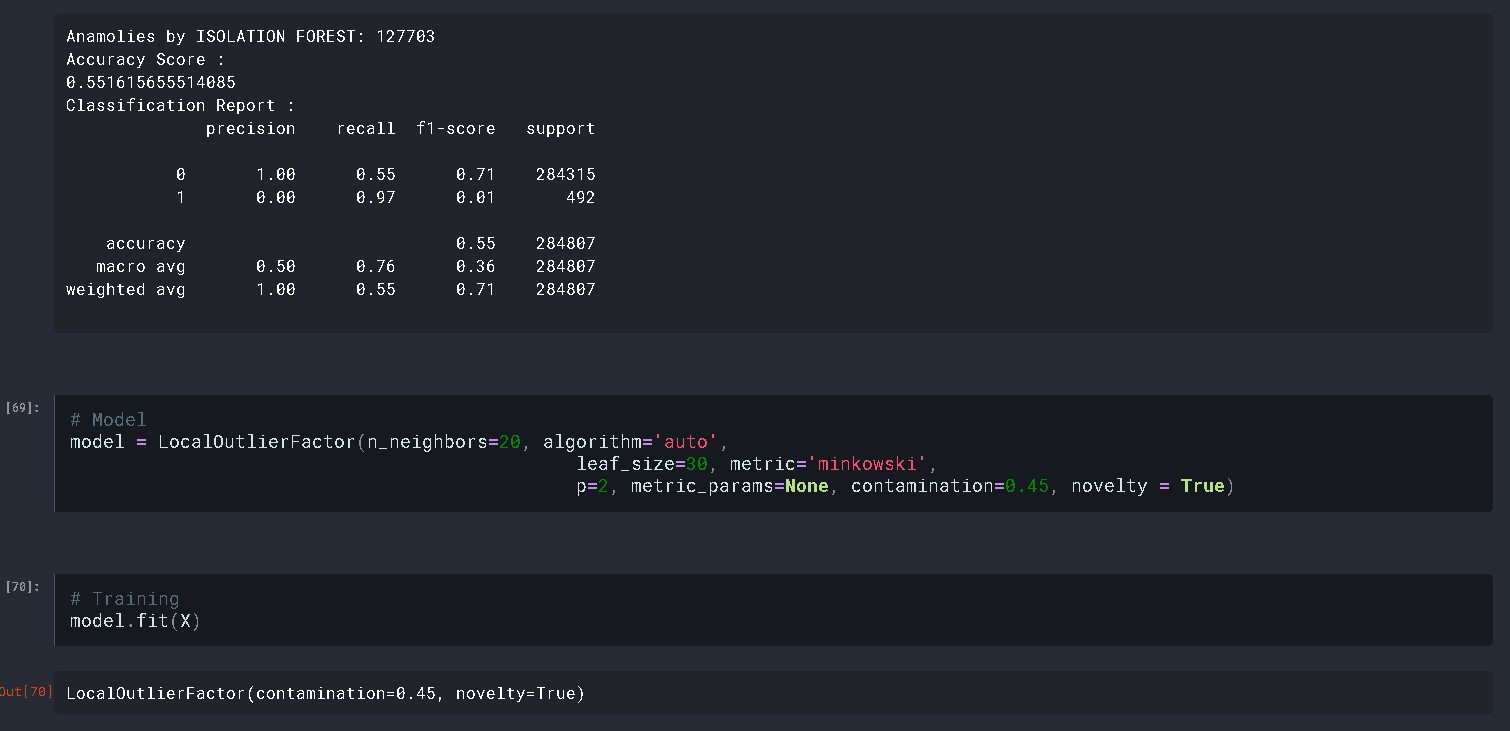 Anamolies by ISOLATION FOREST: 127703
Accuracy Score :
0.551615655514085
Classification Report :
precision recall f1-score support
0 1.00 0.55 0.71 284315
1 0.00 0.97 0.01 492
accuracy 0.55 284807
macro avg 0.50 0.76 0.36 284807
weighted avg 1.00 0.55 0.71 284807
[69]:
# Model
model = LocalOutlierFactor(n_neighbors=20, algorithm='auto',
leaf_size=30, metric='minkowski',
p=2, metric_params=None, contamination=0.45, novelty = True)
[70]:
# Training
model.fit(X)
Out[70]
LocalOutlierFactor(contamination=0.45, novelty=True)